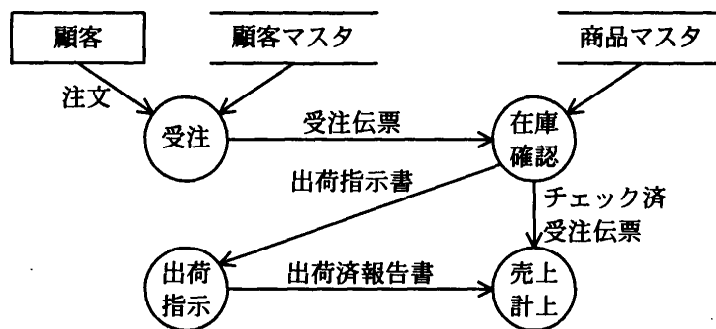 顧客
顧客マスタ
商品マスタ
注文
受注
受注伝票
在庫
確認
出荷指示書
チェック済
受注伝票
出荷
指示
出荷済報告書
売上
計上